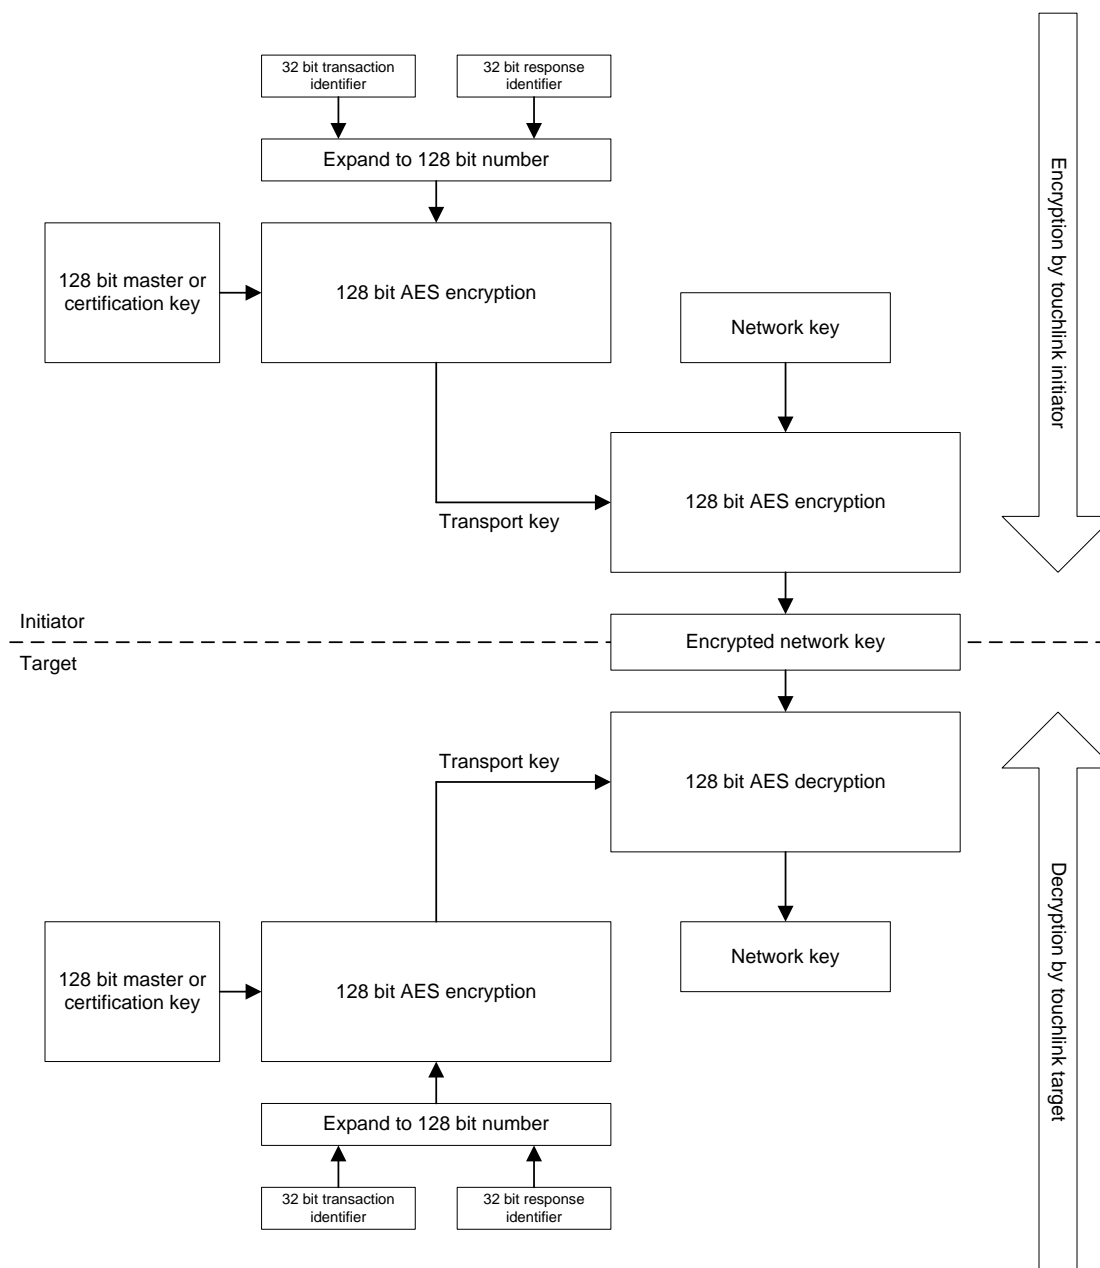 32 bit transaction
identifier
32 bit response
identifier
Expand to 128 bit number
128 bit master or
certification key
128 bit AES encryption
Network key
Encryption by touchlink initiator
128 bit AES encryption
Transport key
Initiator
Encrypted network key
Target
Transport key
128 bit AES decryption
Decryption by touchlink target
Network key
128 bit master or
certification key
128 bit AES encryption
Expand to 128 bit number
32 bit transaction
identifier
32 bit response
identifier